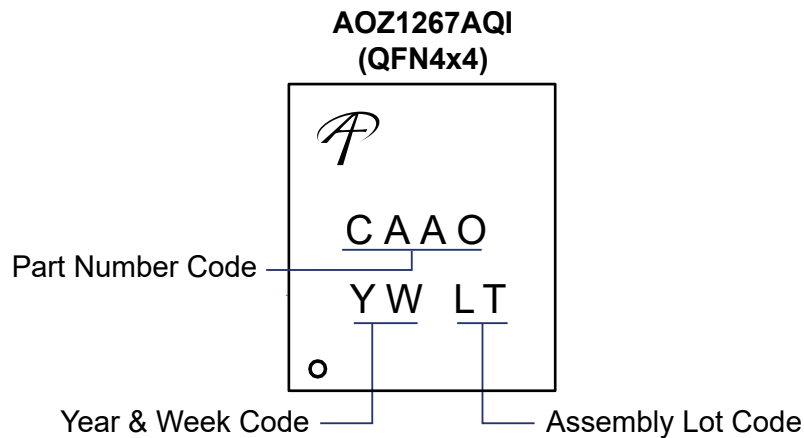 AOZ1267AQI
(QFN4x4)
CAAO
Part Number Code
YW LT
Year & Week Code
Assembly Lot Code